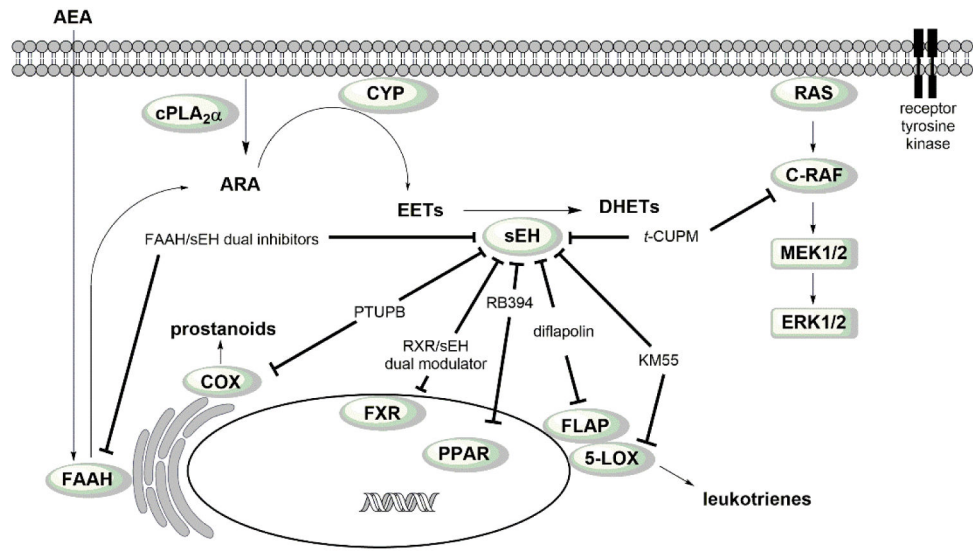 AEA
CYP
cPLA2α
RAS
receptor
tyrosine
kinase
ARA
C-RAF
EETs
DHETs
FAAH/sEH dual inhibitors
sEH
t-CUPM
MEK1/2
PTUPB
RB394
prostanoids
diflapolin
ERK1/2
RXR/sEH
dual modulator
KM55
COX
FXR
FLAP
PPAR
5-LOX
FAAH
leukotrienes